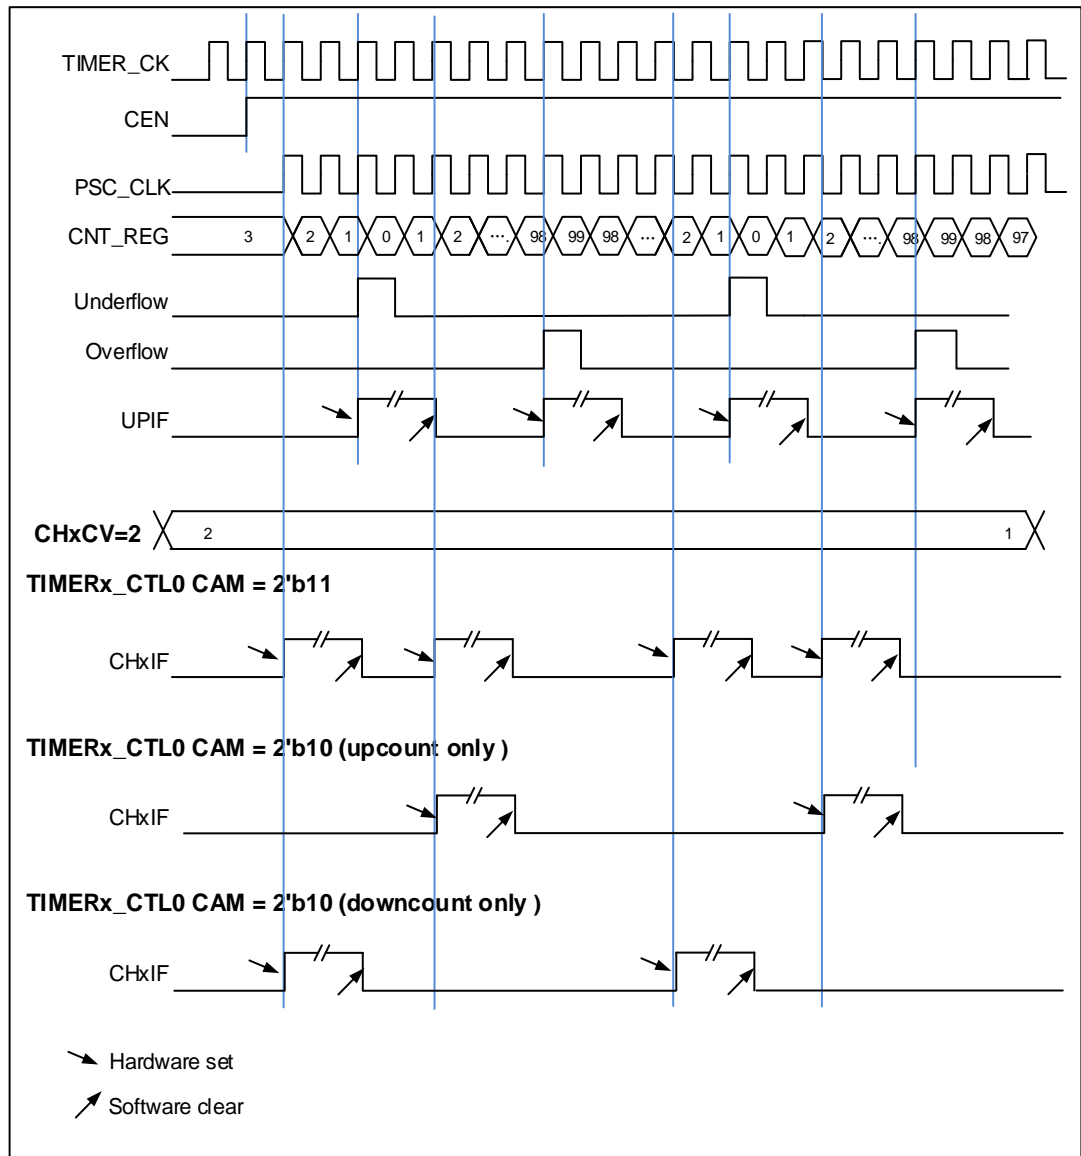 TIMER_CK
CEN
PSC_CLK
CNT_REG 3 2 1 0 1 2 .... 98 99 98 ... 2 1 0 1 2 .... 98 99 98 97
Underflow
Overflow
UPIF
CHxCV=2 2 1
TIMERx_CTL0 CAM = 2'b11
CHxIF
TIMERx_CTL0 CAM = 2'b10 (upcount only )
CHxIF
TIMERx_CTL0 CAM = 2'b10 (downcount only )
CHxIF
Hardware set
Software clear